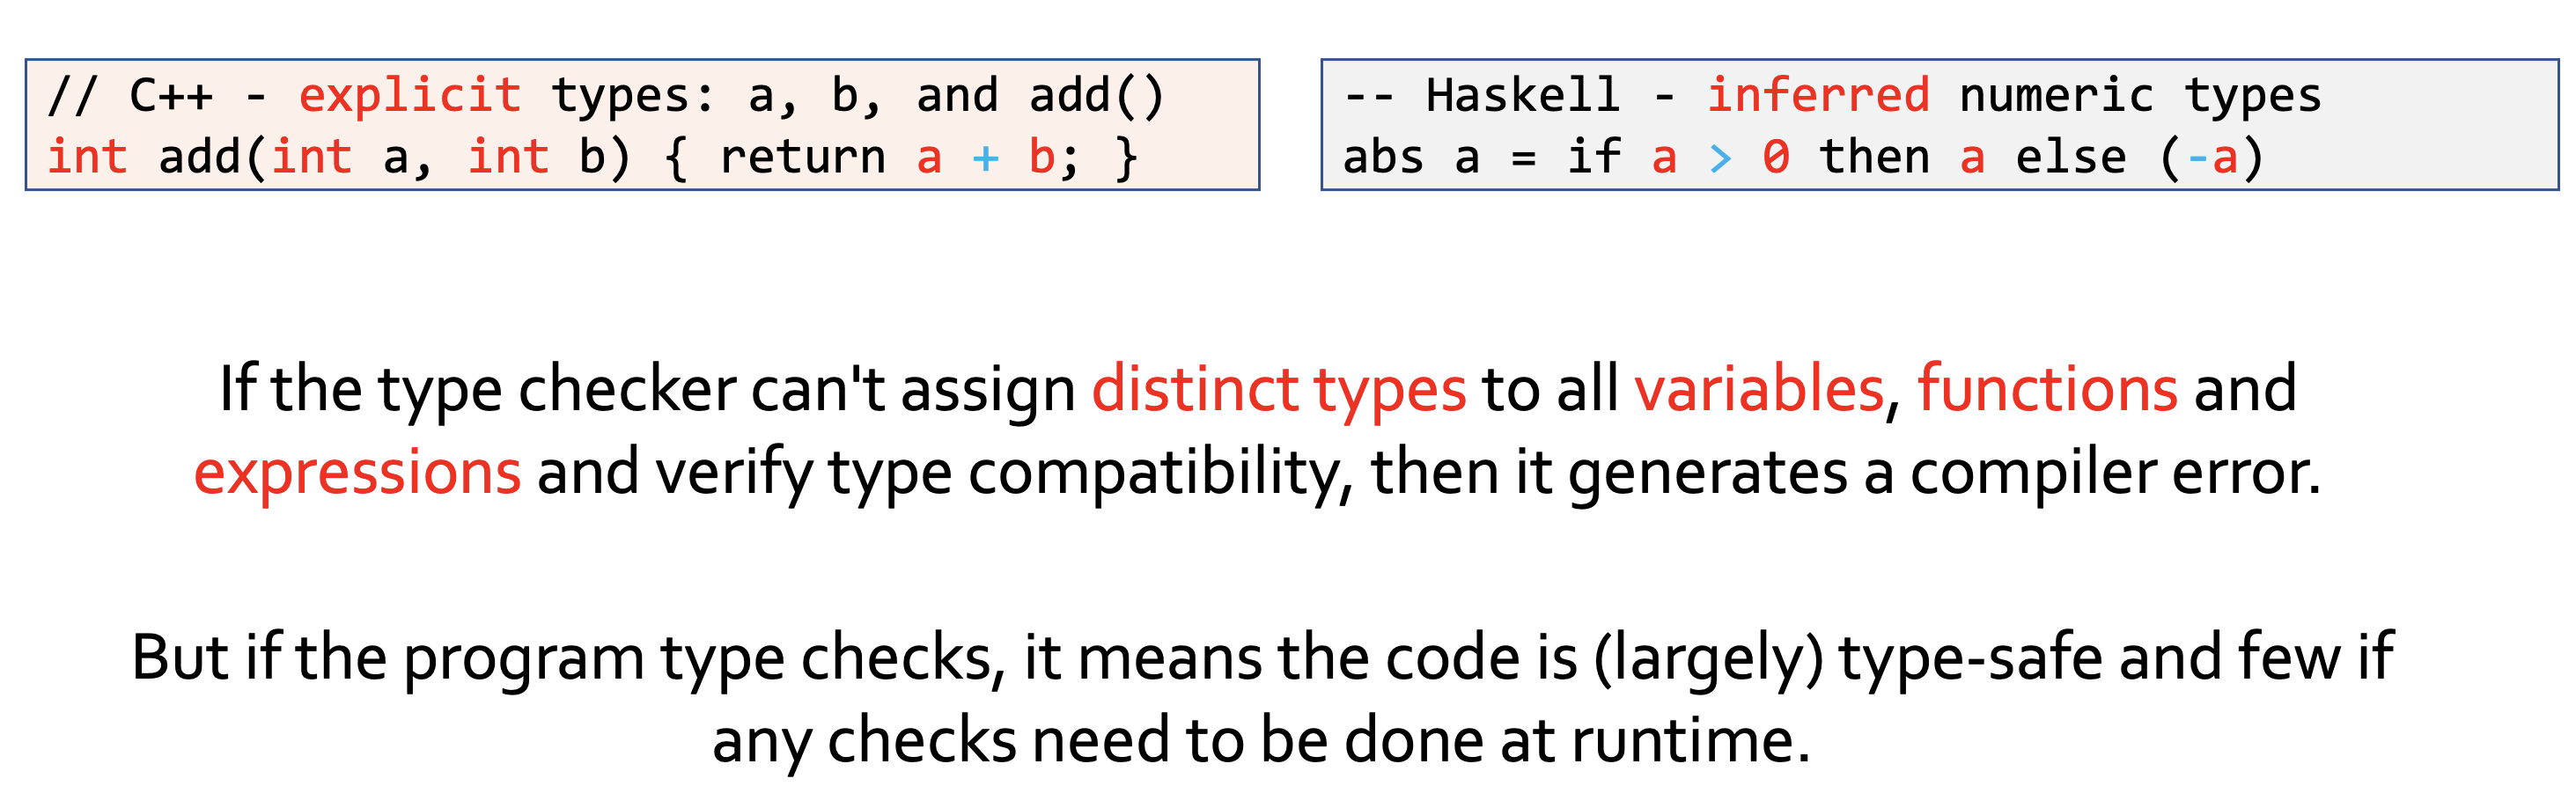 // C++ - explicit types: a, b, and add()
int add(int a, int b) { return a + b; }
-- Haskell - inferred numeric types
abs a = if a > 0 then a else (-a)
If the type checker can't assign distinct types to all variables, functions and
expressions and verify type compatibility, then it generates a compiler error.
But if the program type checks, it means the code is (largely) type-safe and few if
any checks need to be done at runtime.